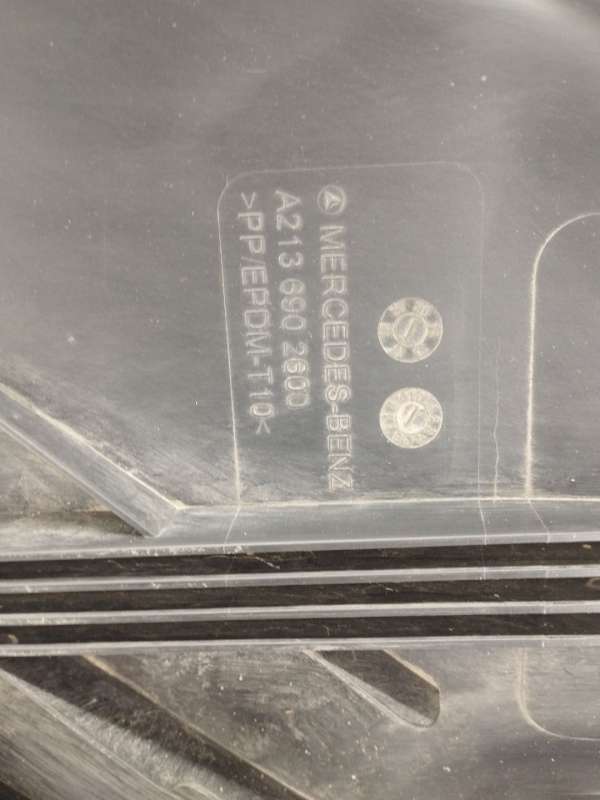 MERCEDES-BENZ
A213 690 2600
>PP/EPDM-T10<